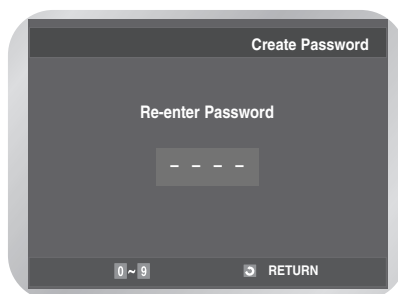 Create Password
Re-enter Password
– – – –
0 ~ 9 RETURN